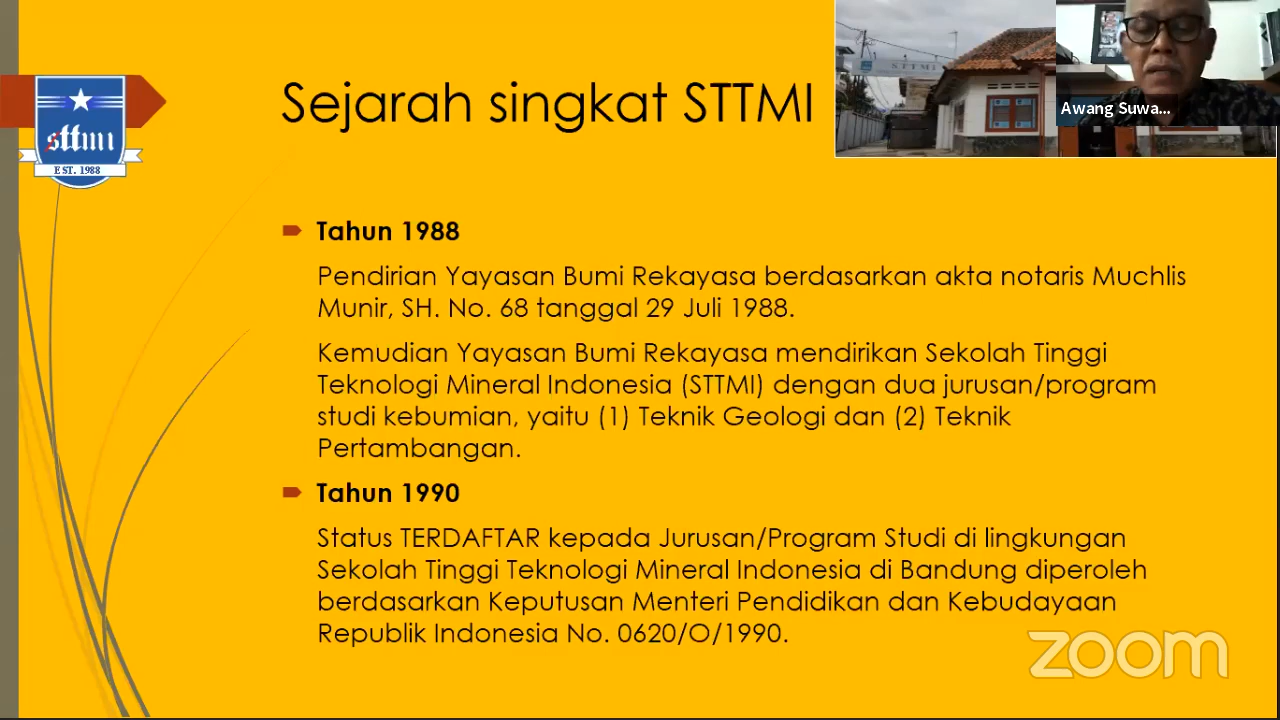 Sejarah singkat STTMI
STTMI
Awang Suwa...
sttmi
EST. 1988
Tahun 1988
Pendirian Yayasan Bumi Rekayasa berdasarkan akta notaris Muchlis
Munir, SH. No. 68 tanggal 29 Juli 1988.
Kemudian Yayasan Bumi Rekayasa mendirikan Sekolah Tinggi
Teknologi Mineral Indonesia (STTMI) dengan dua jurusan/program
studi kebumian, yaitu (1) Teknik Geologi dan (2) Teknik
Pertambangan.
Tahun 1990
Status TERDAFTAR kepada Jurusan/Program Studi di lingkungan
Sekolah Tinggi Teknologi Mineral Indonesia di Bandung diperoleh
berdasarkan Keputusan Menteri Pendidikan dan Kebudayaan
Republik Indonesia No. 0620/O/1990.
zoom